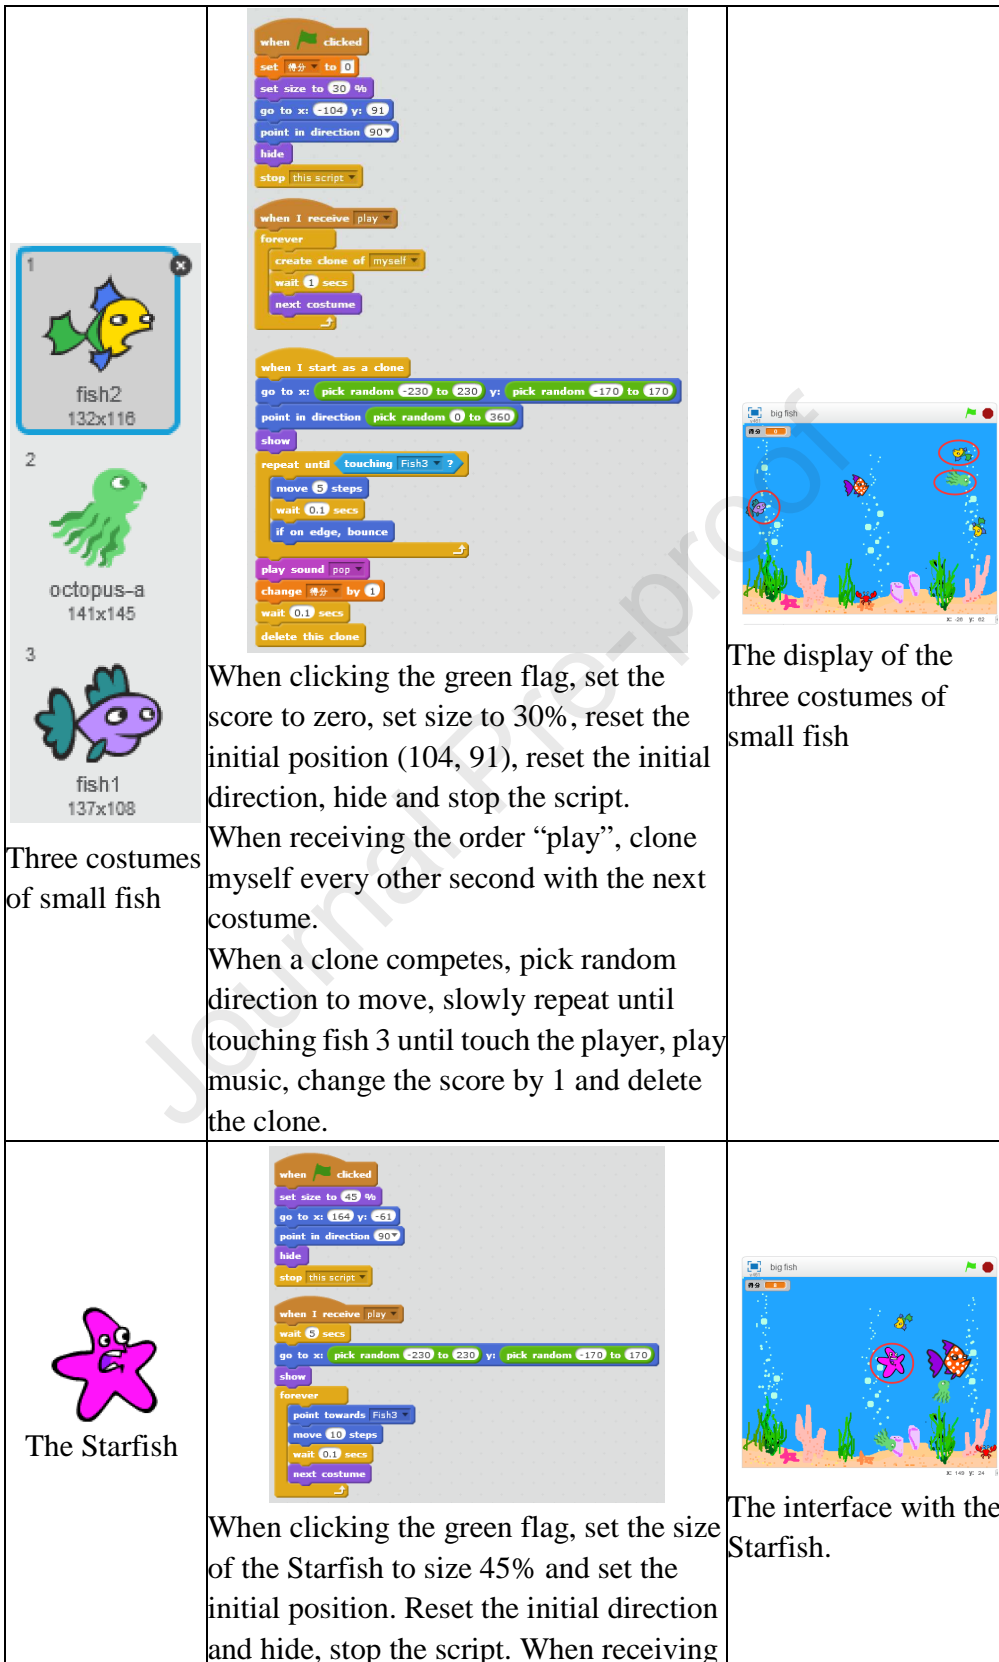 1
fish2
132x116
2
octopus-a
141x145
3
fish1
137x108
Three costumes
of small fish
when clicked
set 得分 to 0
set size to 30 %
go to x: -104 y: 91
point in direction 90
hide
stop this script
when I receive play
forever
create clone of myself
wait 1 secs
next costume
when I start as a clone
go to x: pick random -230 to 230 y: pick random -170 to 170
point in direction pick random 0 to 360
show
repeat until touching Fish3 ?
move 5 steps
wait 0.1 secs
if on edge, bounce
play sound pop
change 得分 by 1
wait 0.1 secs
delete this clone
When clicking the green flag, set the
score to zero, set size to 30%, reset the
initial position (104, 91), reset the initial
direction, hide and stop the script.
When receiving the order “play”, clone
myself every other second with the next
costume.
When a clone competes, pick random
direction to move, slowly repeat until
touching fish 3 until touch the player, play
music, change the score by 1 and delete
the clone.
big fish
得分 0
X: -26 y: 62
The display of the
three costumes of
small fish
The Starfish
when clicked
set size to 45 %
go to x: 164 y: -61
point in direction 90
hide
stop this script
when I receive play
wait 5 secs
go to x: pick random -230 to 230 y: pick random -170 to 170
show
forever
point towards Fish3
move 10 steps
wait 0.1 secs
next costume
When clicking the green flag, set the size
of the Starfish to size 45% and set the
initial position. Reset the initial direction
and hide, stop the script. When receiving
big fish
得分 0
X: 149 y: 24
The interface with the
Starfish.
Journal Pre-proof